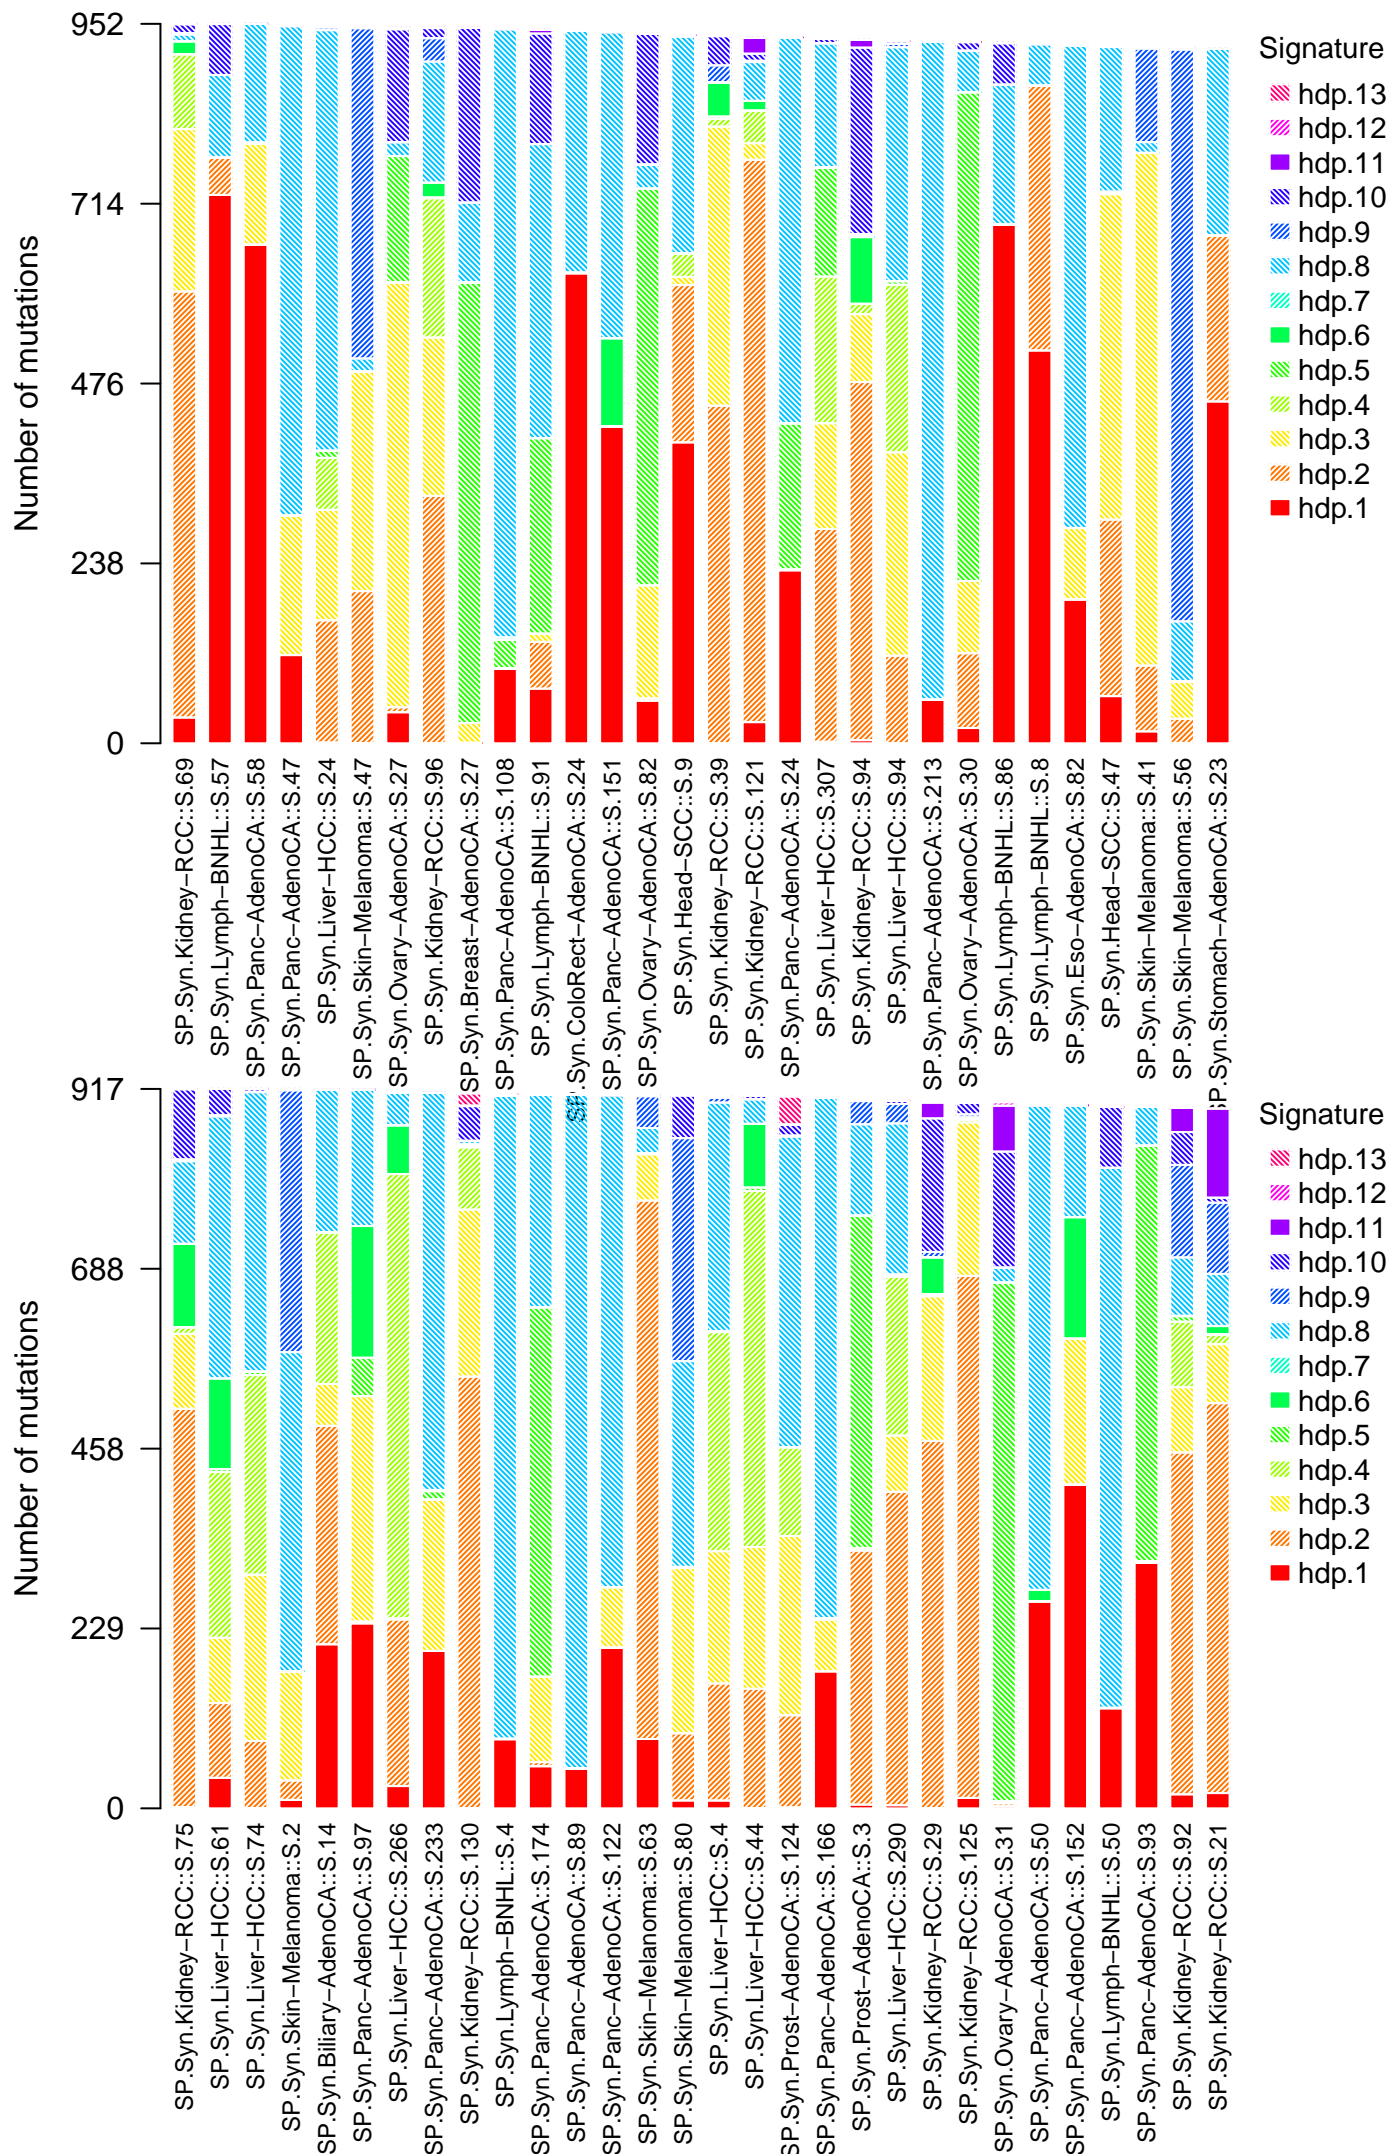 952
714
476
238
0
Number of mutations
SP.Syn.Kidney−RCC::S.69
SP.Syn.Lymph−BNHL::S.57
SP.Syn.Panc−AdenoCA::S.58
SP.Syn.Panc−AdenoCA::S.47
SP.Syn.Liver−HCC::S.24
SP.Syn.Skin−Melanoma::S.47
SP.Syn.Ovary−AdenoCA::S.27
SP.Syn.Kidney−RCC::S.96
SP.Syn.Breast−AdenoCA::S.27
SP.Syn.Panc−AdenoCA::S.108
SP.Syn.Lymph−BNHL::S.91
SP.Syn.ColoRect−AdenoCA::S.24
SP.Syn.Panc−AdenoCA::S.151
SP.Syn.Ovary−AdenoCA::S.82
SP.Syn.Head−SCC::S.9
SP.Syn.Kidney−RCC::S.39
SP.Syn.Kidney−RCC::S.121
SP.Syn.Panc−AdenoCA::S.24
SP.Syn.Liver−HCC::S.307
SP.Syn.Kidney−RCC::S.94
SP.Syn.Liver−HCC::S.94
SP.Syn.Panc−AdenoCA::S.213
SP.Syn.Ovary−AdenoCA::S.30
SP.Syn.Lymph−BNHL::S.86
SP.Syn.Lymph−BNHL::S.8
SP.Syn.Eso−AdenoCA::S.82
SP.Syn.Head−SCC::S.47
SP.Syn.Skin−Melanoma::S.41
SP.Syn.Skin−Melanoma::S.56
SP.Syn.Stomach−AdenoCA::S.23
Signature
hdp.13
hdp.12
hdp.11
hdp.10
hdp.9
hdp.8
hdp.7
hdp.6
hdp.5
hdp.4
hdp.3
hdp.2
hdp.1
917
688
458
229
0
Number of mutations
SP.Syn.Kidney−RCC::S.75
SP.Syn.Liver−HCC::S.61
SP.Syn.Liver−HCC::S.74
SP.Syn.Skin−Melanoma::S.2
SP.Syn.Biliary−AdenoCA::S.14
SP.Syn.Panc−AdenoCA::S.97
SP.Syn.Liver−HCC::S.266
SP.Syn.Panc−AdenoCA::S.233
SP.Syn.Kidney−RCC::S.130
SP.Syn.Lymph−BNHL::S.4
SP.Syn.Panc−AdenoCA::S.174
SP.Syn.Panc−AdenoCA::S.89
SP.Syn.Panc−AdenoCA::S.122
SP.Syn.Skin−Melanoma::S.63
SP.Syn.Skin−Melanoma::S.80
SP.Syn.Liver−HCC::S.4
SP.Syn.Liver−HCC::S.44
SP.Syn.Prost−AdenoCA::S.124
SP.Syn.Panc−AdenoCA::S.166
SP.Syn.Prost−AdenoCA::S.3
SP.Syn.Liver−HCC::S.290
SP.Syn.Kidney−RCC::S.29
SP.Syn.Kidney−RCC::S.125
SP.Syn.Ovary−AdenoCA::S.31
SP.Syn.Panc−AdenoCA::S.50
SP.Syn.Panc−AdenoCA::S.152
SP.Syn.Lymph−BNHL::S.50
SP.Syn.Panc−AdenoCA::S.93
SP.Syn.Kidney−RCC::S.92
SP.Syn.Kidney−RCC::S.21
Signature
hdp.13
hdp.12
hdp.11
hdp.10
hdp.9
hdp.8
hdp.7
hdp.6
hdp.5
hdp.4
hdp.3
hdp.2
hdp.1